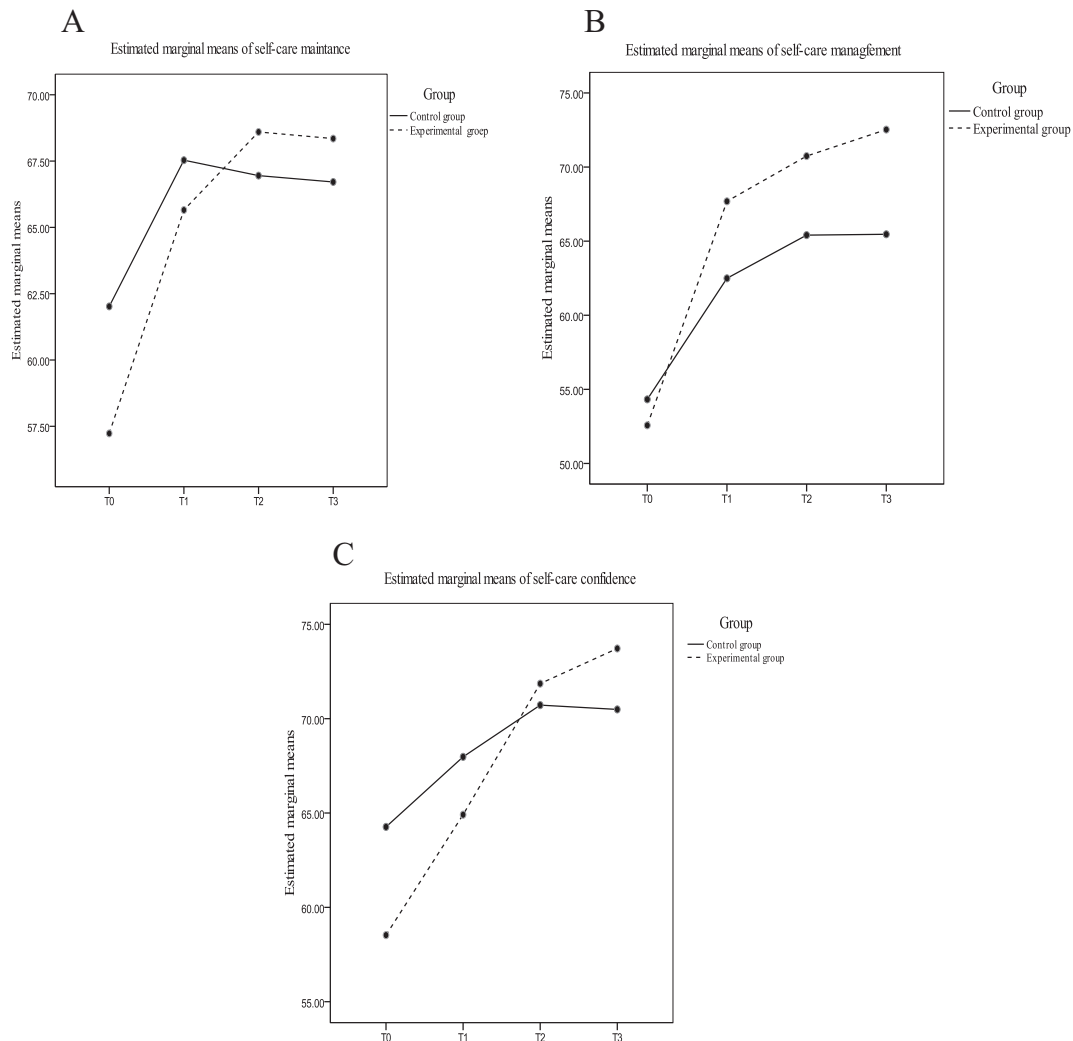 A
Estimated marginal means of self-care maintance
Estimated marginal means
70.00
67.50
65.00
62.50
60.00
57.50
T0 T1 T2 T3
Group
Control group
Experimental groep
B
Estimated marginal means of self-care managfement
Estimated marginal means
75.00
70.00
65.00
60.00
55.00
50.00
T0 T1 T2 T3
Group
Control group
Experimental group
C
Estimated marginal means of self-care confidence
Estimated marginal means
75.00
70.00
65.00
60.00
55.00
T0 T1 T2 T3
Group
Control group
Experimental group